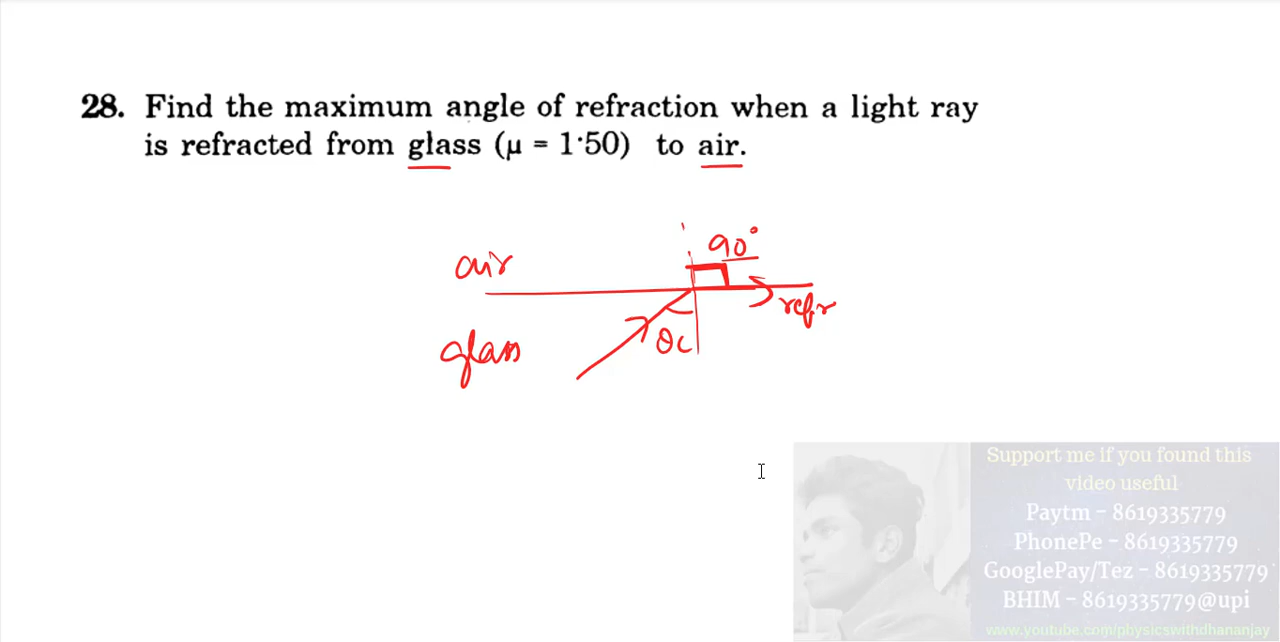 28. Find the maximum angle of refraction when a light ray
is refracted from glass (μ = 1·50) to air.
90°
air
refr
glass
θc
Support me if you found this
video useful
Paytm - 8619335779
PhonePe - 8619335779
GooglePay/Tez - 8619335779
BHIM - 8619335779@upi
www.youtube.com/physicswithdhananjay